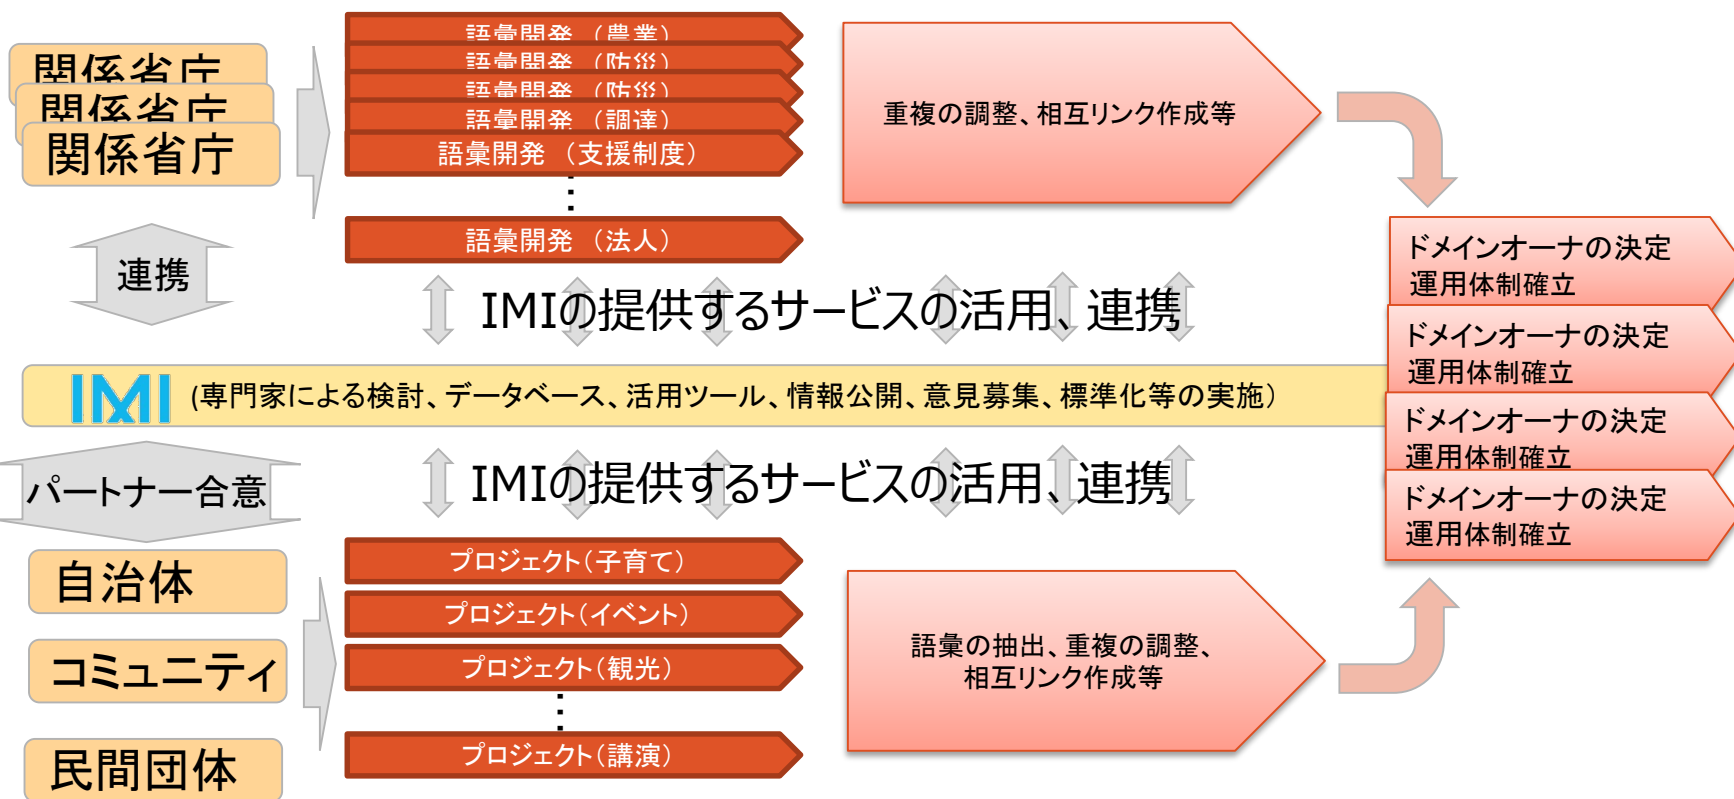 関係省庁
関係省庁
関係省庁
語彙開発 (農業)
語彙開発 (防災)
語彙開発 (防災)
語彙開発 (調達)
語彙開発 (支援制度)
語彙開発 (法人)
重複の調整、相互リンク作成等
連携
IMIの提供するサービスの活用、連携
IMI (専門家による検討、データベース、活用ツール、情報公開、意見募集、標準化等の実施)
パートナー合意
IMIの提供するサービスの活用、連携
自治体
コミュニティ
民間団体
プロジェクト(子育て)
プロジェクト(イベント)
プロジェクト(観光)
プロジェクト(講演)
語彙の抽出、重複の調整、
相互リンク作成等
ドメインオーナの決定
運用体制確立
ドメインオーナの決定
運用体制確立
ドメインオーナの決定
運用体制確立
ドメインオーナの決定
運用体制確立